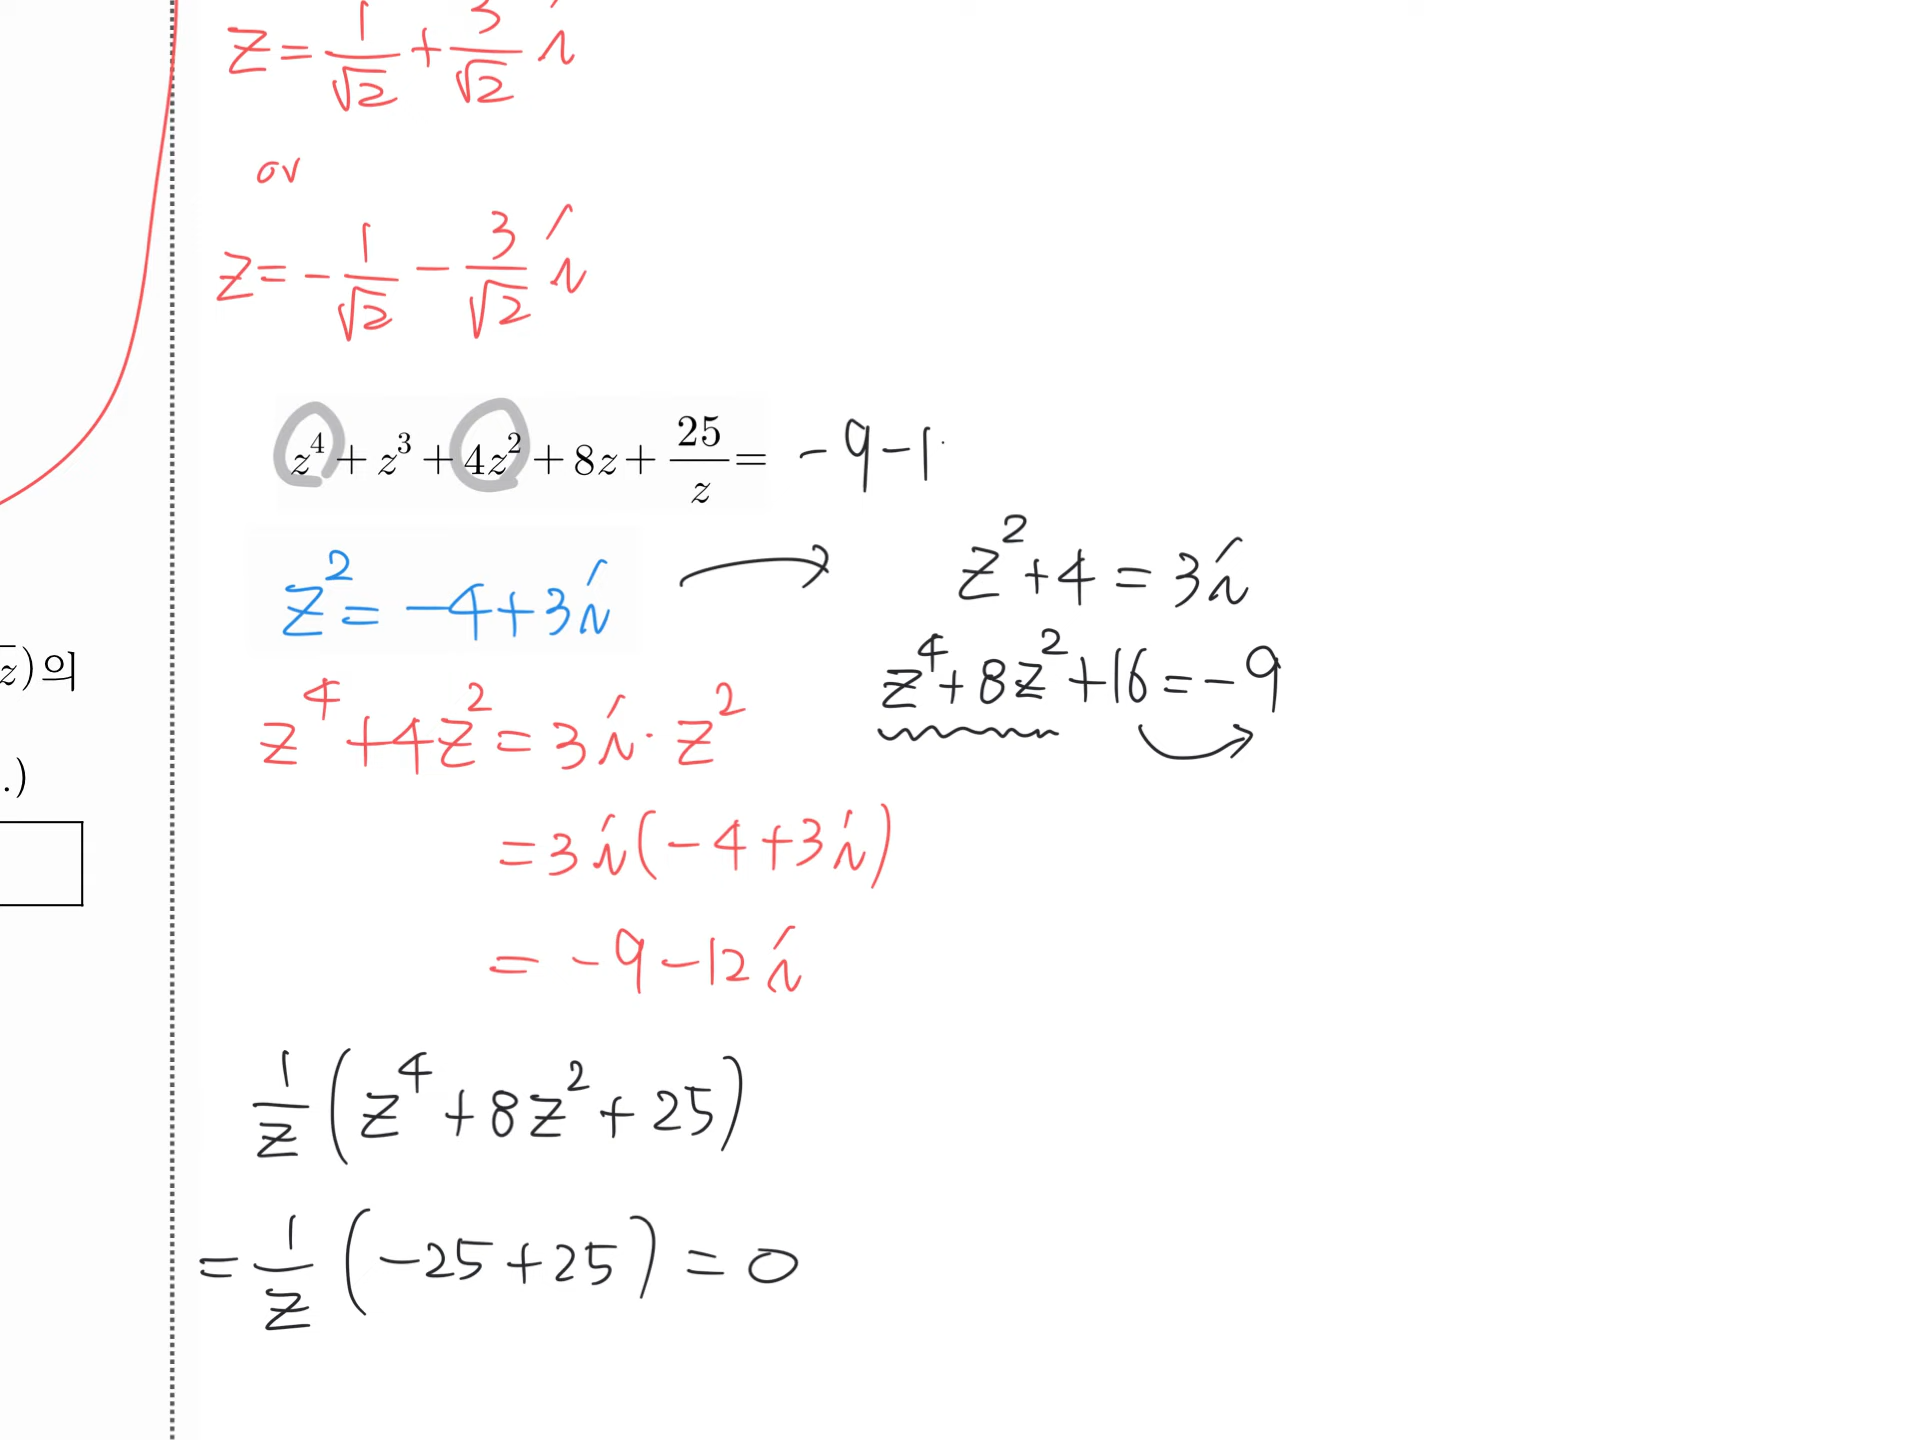 z = 1/√2 + 3/√2 i
or
z = - 1/√2 - 3/√2 i
z⁴ + z³ + 4z² + 8z + 25/z = -9-1
z² = -4+3i
z²+4 = 3i
z⁴+8z²+16 = -9
z)의
z⁴+4z² = 3i·z²
.)
= 3i(-4+3i)
= -9-12i
1/z (z⁴+8z²+25)
= 1/z (-25+25) = 0